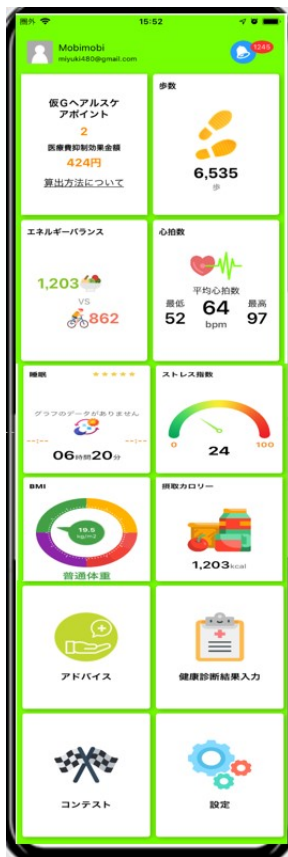 圏外 15:52
Mobimobi
miyuki480@gmail.com
1245
仮Gヘルスケ
アポイント
2
医療費抑制効果金額
424円
算出方法について
歩数
6,535
歩
エネルギーバランス
1,203
VS
862
心拍数
平均心拍数
最低 64 最高
52 bpm 97
睡眠
グラフのデータがありません
--:-- --:--
06時間20分
ストレス指数
0 100
24
BMI
19.5
kg/m2
普通体重
摂取カロリー
1,203kcal
アドバイス
健康診断結果入力
コンテスト
設定